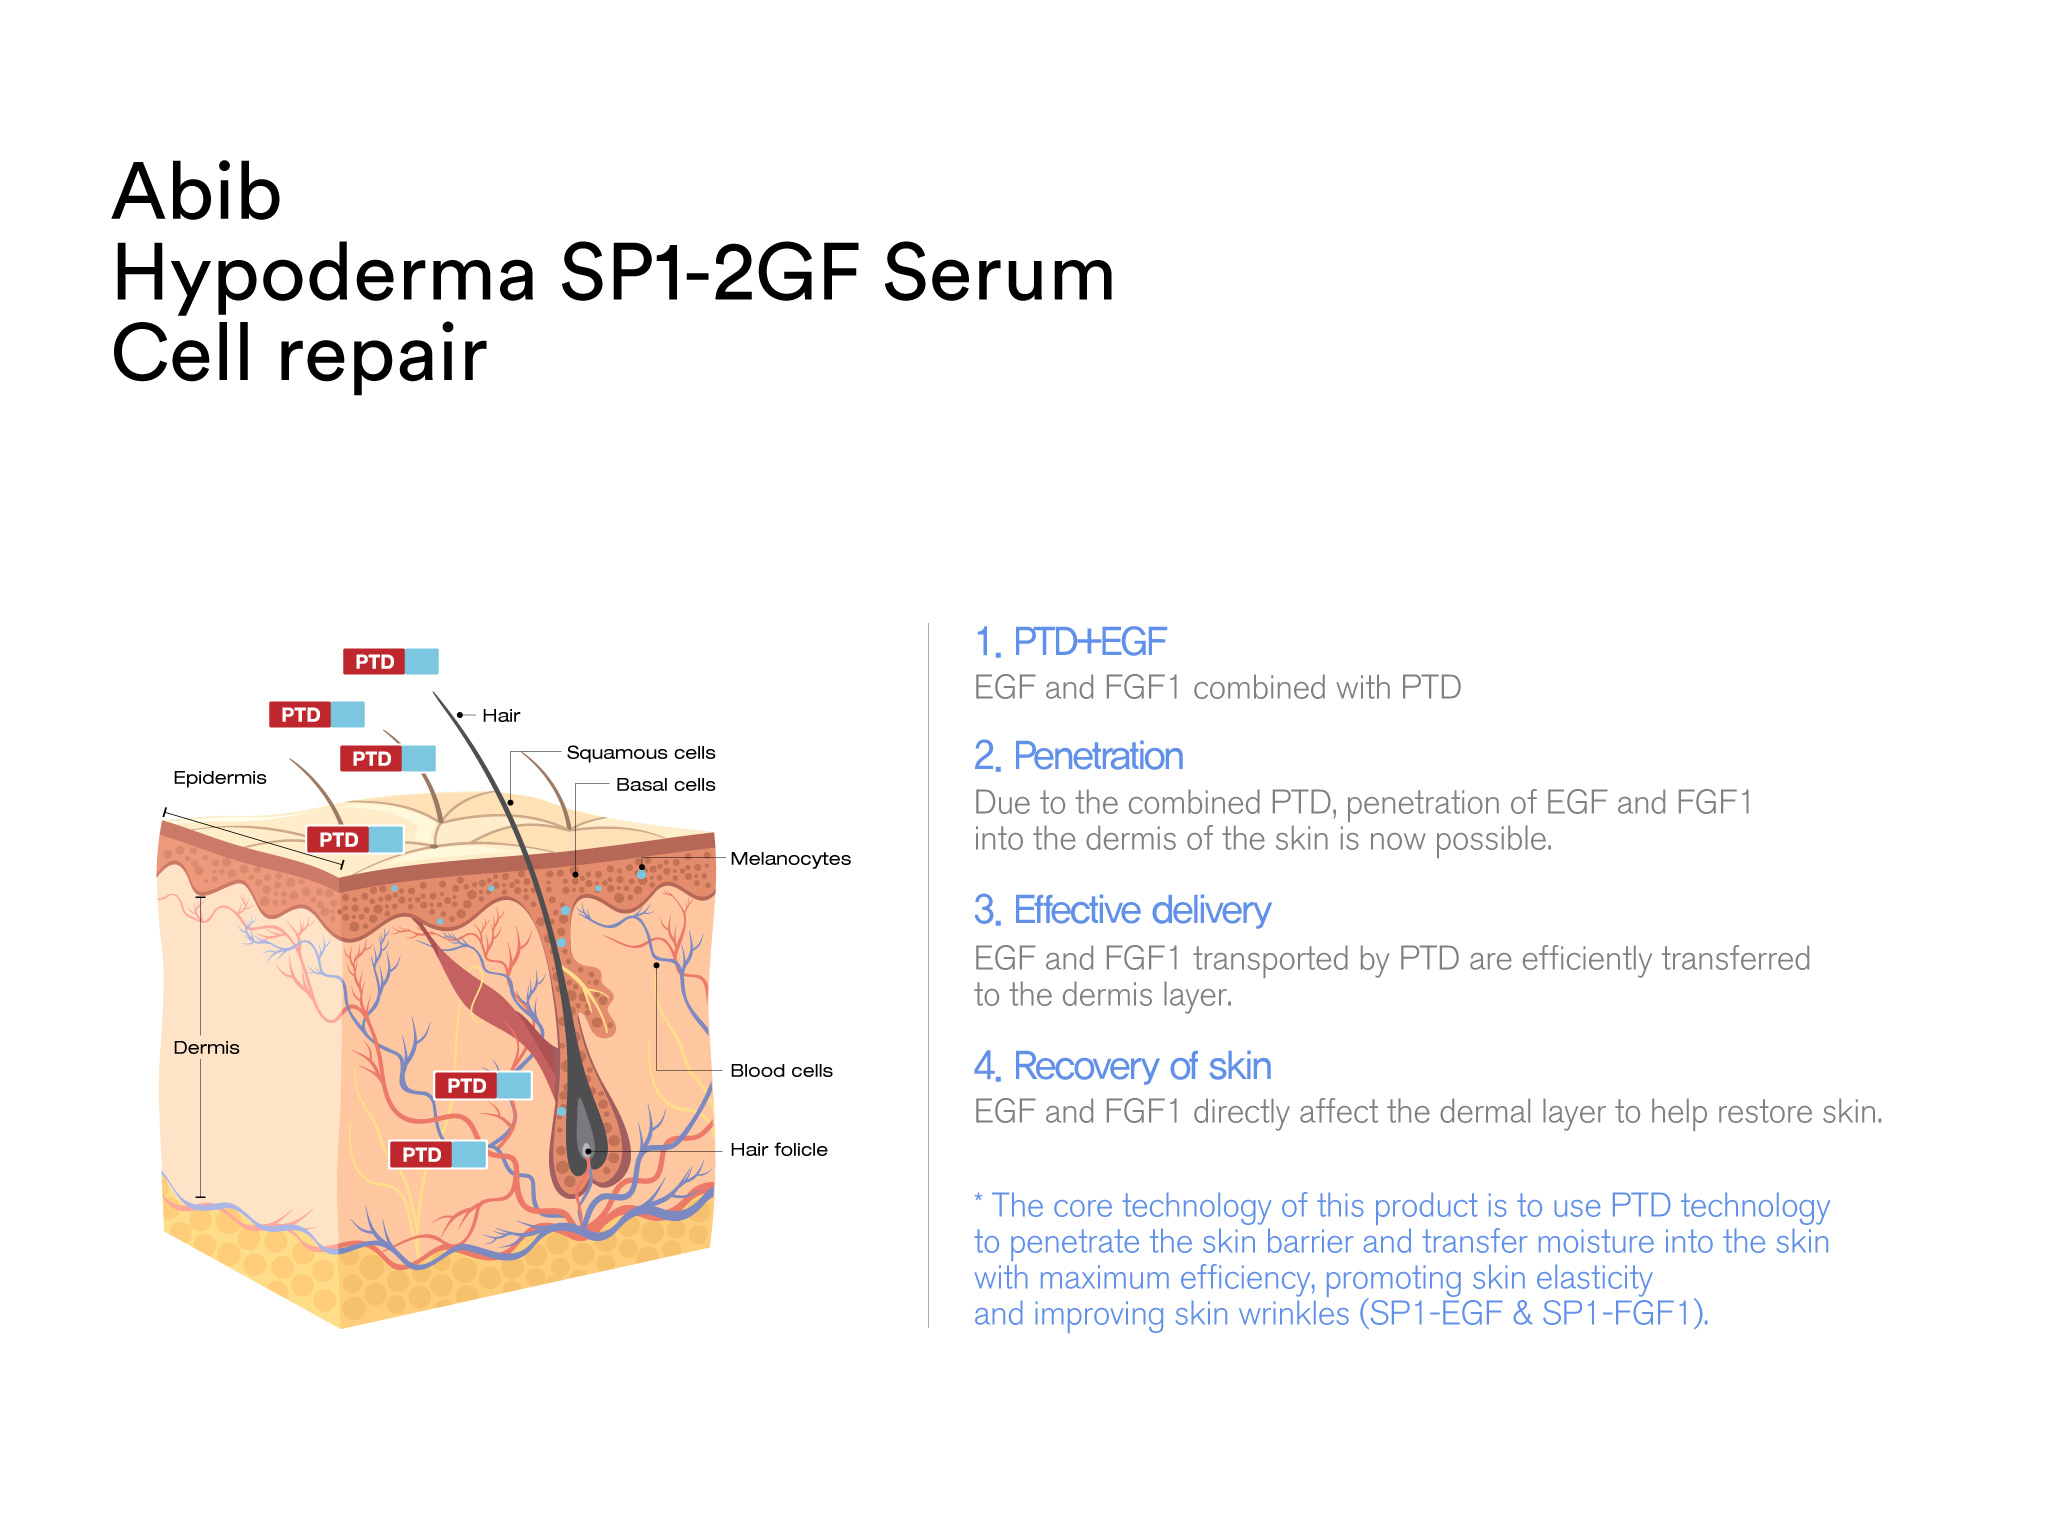 Abib
Hypoderma SP1-2GF Serum
Cell repair
PTD
PTD
PTD
PTD
Hair
Squamous cells
Basal cells
Epidermis
Melanocytes
Dermis
Blood cells
PTD
Hair folicle
PTD
1. PTD+EGF
EGF and FGF1 combined with PTD
2. Penetration
Due to the combined PTD, penetration of EGF and FGF1
into the dermis of the skin is now possible.
3. Effective delivery
EGF and FGF1 transported by PTD are efficiently transferred
to the dermis layer.
4. Recovery of skin
EGF and FGF1 directly affect the dermal layer to help restore skin.
* The core technology of this product is to use PTD technology
to penetrate the skin barrier and transfer moisture into the skin
with maximum efficiency, promoting skin elasticity
and improving skin wrinkles (SP1-EGF & SP1-FGF1).